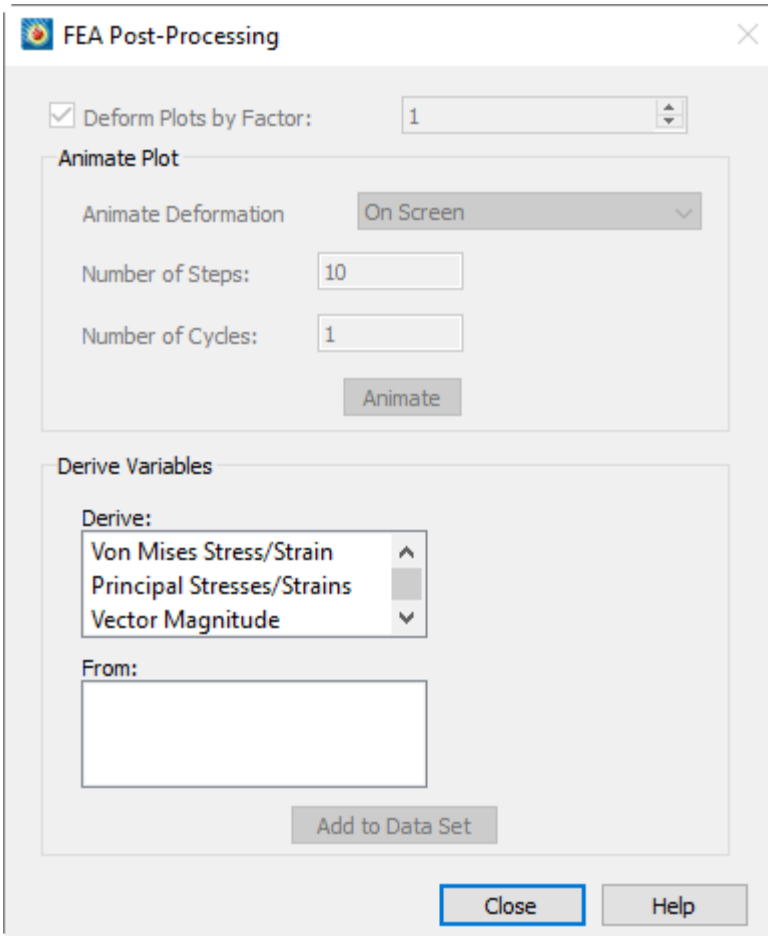 FEA Post-Processing
Deform Plots by Factor: 1
Animate Plot
Animate Deformation On Screen
Number of Steps: 10
Number of Cycles: 1
Animate
Derive Variables
Derive:
Von Mises Stress/Strain
Principal Stresses/Strains
Vector Magnitude
From:
Add to Data Set
Close Help